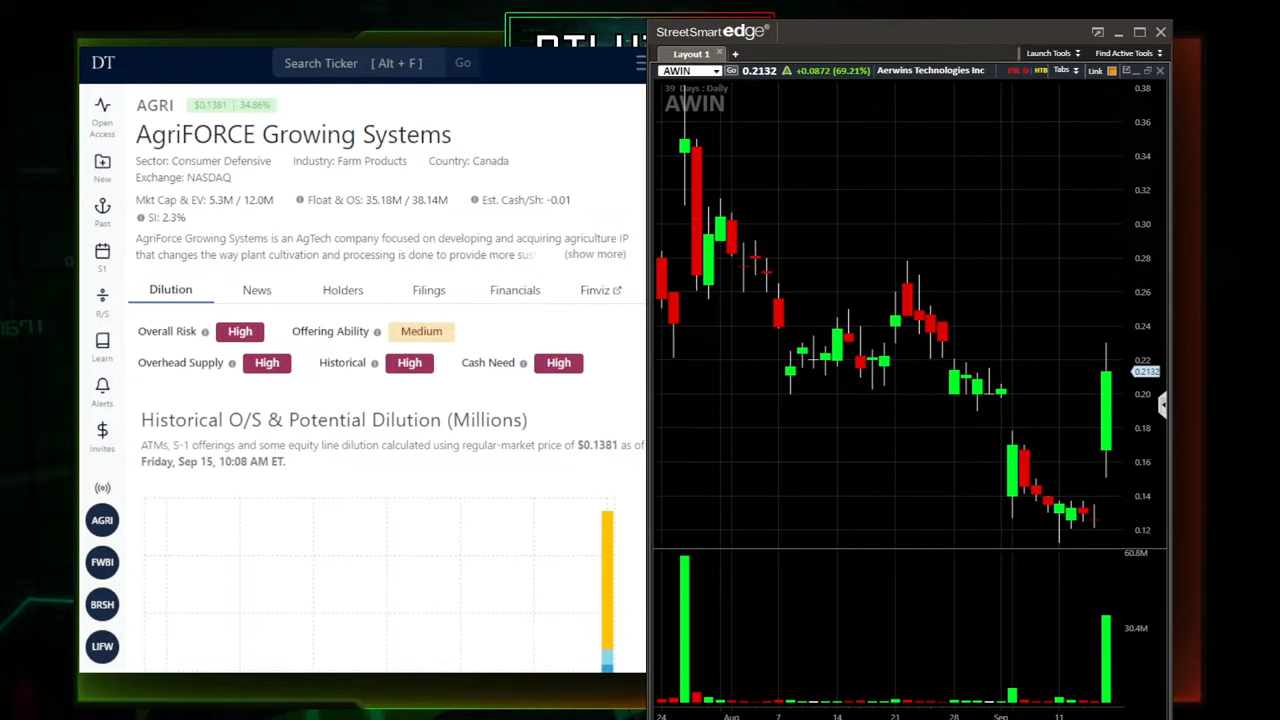 DT
Search Ticker [ Alt + F ] Go
AGRI $0.1381 | 34.86%
AgriFORCE Growing Systems
Sector: Consumer Defensive Industry: Farm Products Country: Canada
Exchange: NASDAQ
Mkt Cap & EV: 5.3M / 12.0M Float & OS: 35.18M / 38.14M Est. Cash/Sh: -0.01
SI: 2.3%
AgriForce Growing Systems is an AgTech company focused on developing and acquiring agriculture IP
that changes the way plant cultivation and processing is done to provide more (show more)
Dilution News Holders Filings Financials Finviz
Overall Risk High Offering Ability Medium
Overhead Supply High Historical High Cash Need High
Historical O/S & Potential Dilution (Millions)
ATMs, S-1 offerings and some equity line dilution calculated using regular-market price of $0.1381 as of
Friday, Sep 15, 10:08 AM ET.
Open
Access
New
Past
S1
R/S
Learn
Alerts
Invites
AGRI
FWBI
BRSH
LIFW
StreetSmart edge®
Layout 1 +
Launch Tools Find Active Tools
AWIN Go 0.2132 +0.0872 (69.21%) Aerwins Technologies Inc HTB Tabs Link
39 Days : Daily
AWIN
0.38
0.36
0.34
0.32
0.30
0.28
0.26
0.24
0.22
0.2132
0.20
0.18
0.16
0.14
0.12
60.8M
30.4M
24 Aug 7 14 21 28 Sep 11